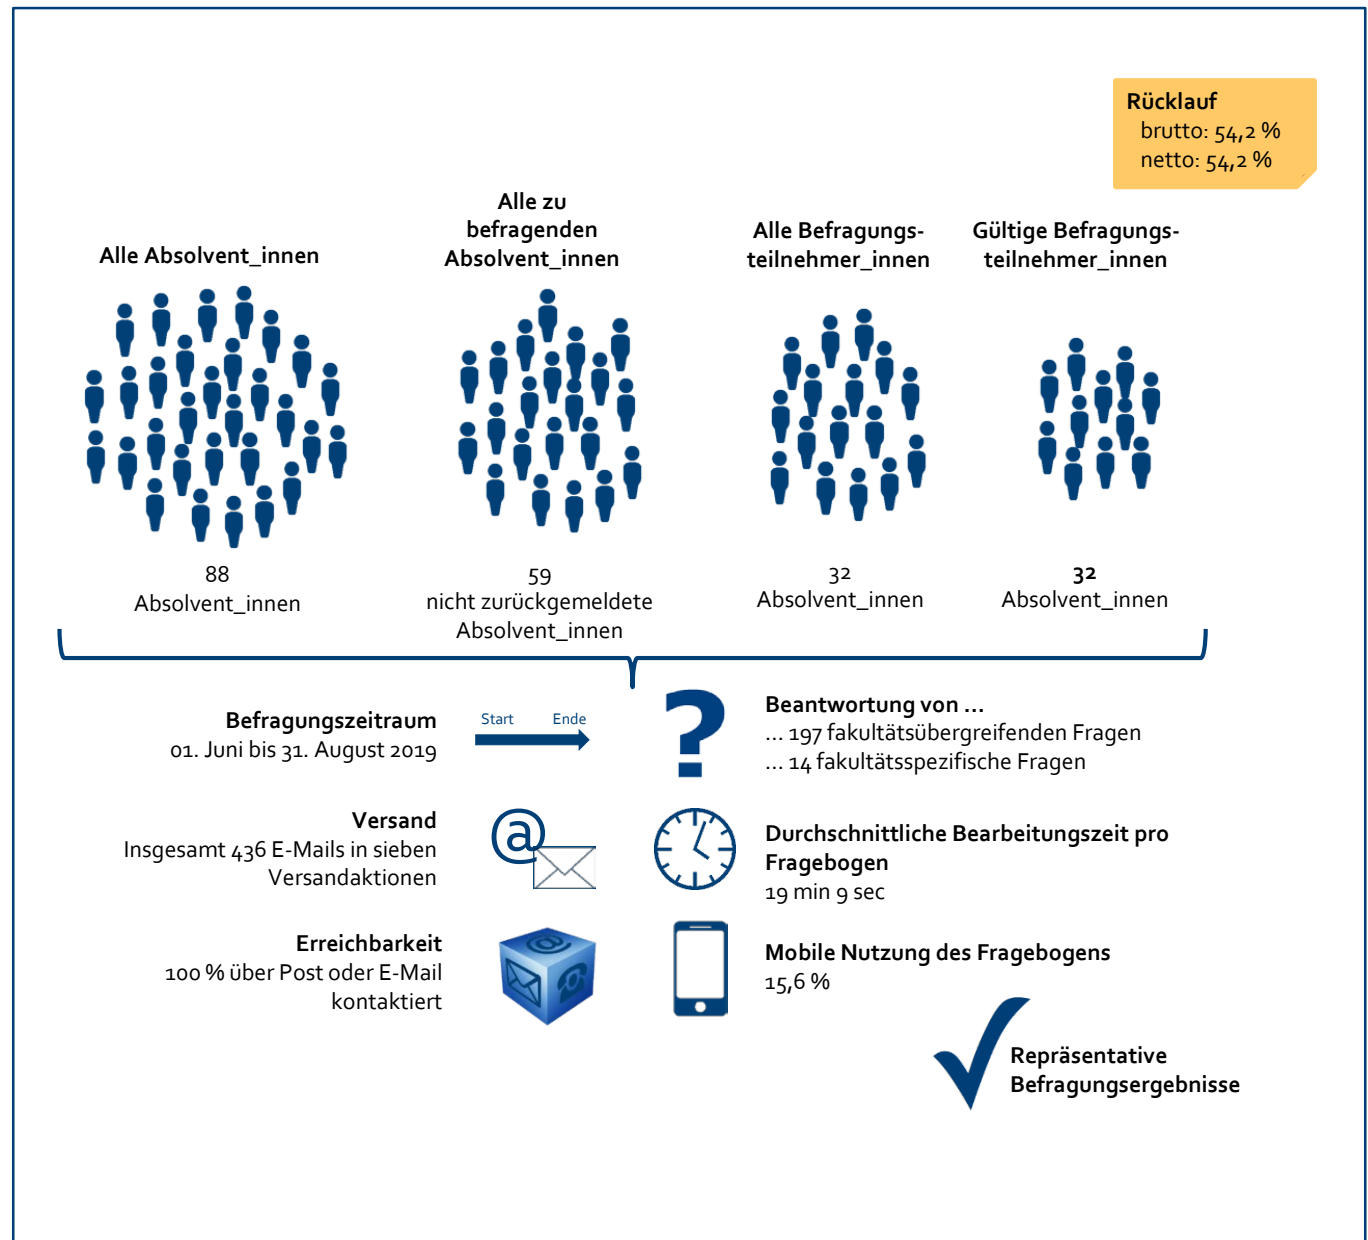 Rücklauf
brutto: 54,2 %
netto: 54,2 %
Alle Absolvent_innen
Alle zu
befragenden
Absolvent_innen
Alle Befragungs-
teilnehmer_innen
Gültige Befragungs-
teilnehmer_innen
88
Absolvent_innen
59
nicht zurückgemeldete
Absolvent_innen
32
Absolvent_innen
32
Absolvent_innen
Befragungszeitraum
01. Juni bis 31. August 2019
Start Ende
?
Beantwortung von ...
... 197 fakultätsübergreifenden Fragen
... 14 fakultätsspezifische Fragen
Versand
Insgesamt 436 E-Mails in sieben
Versandaktionen
@
Durchschnittliche Bearbeitungszeit pro
Fragebogen
19 min 9 sec
Erreichbarkeit
100 % über Post oder E-Mail
kontaktiert
@
Mobile Nutzung des Fragebogens
15,6 %
Repräsentative
Befragungsergebnisse